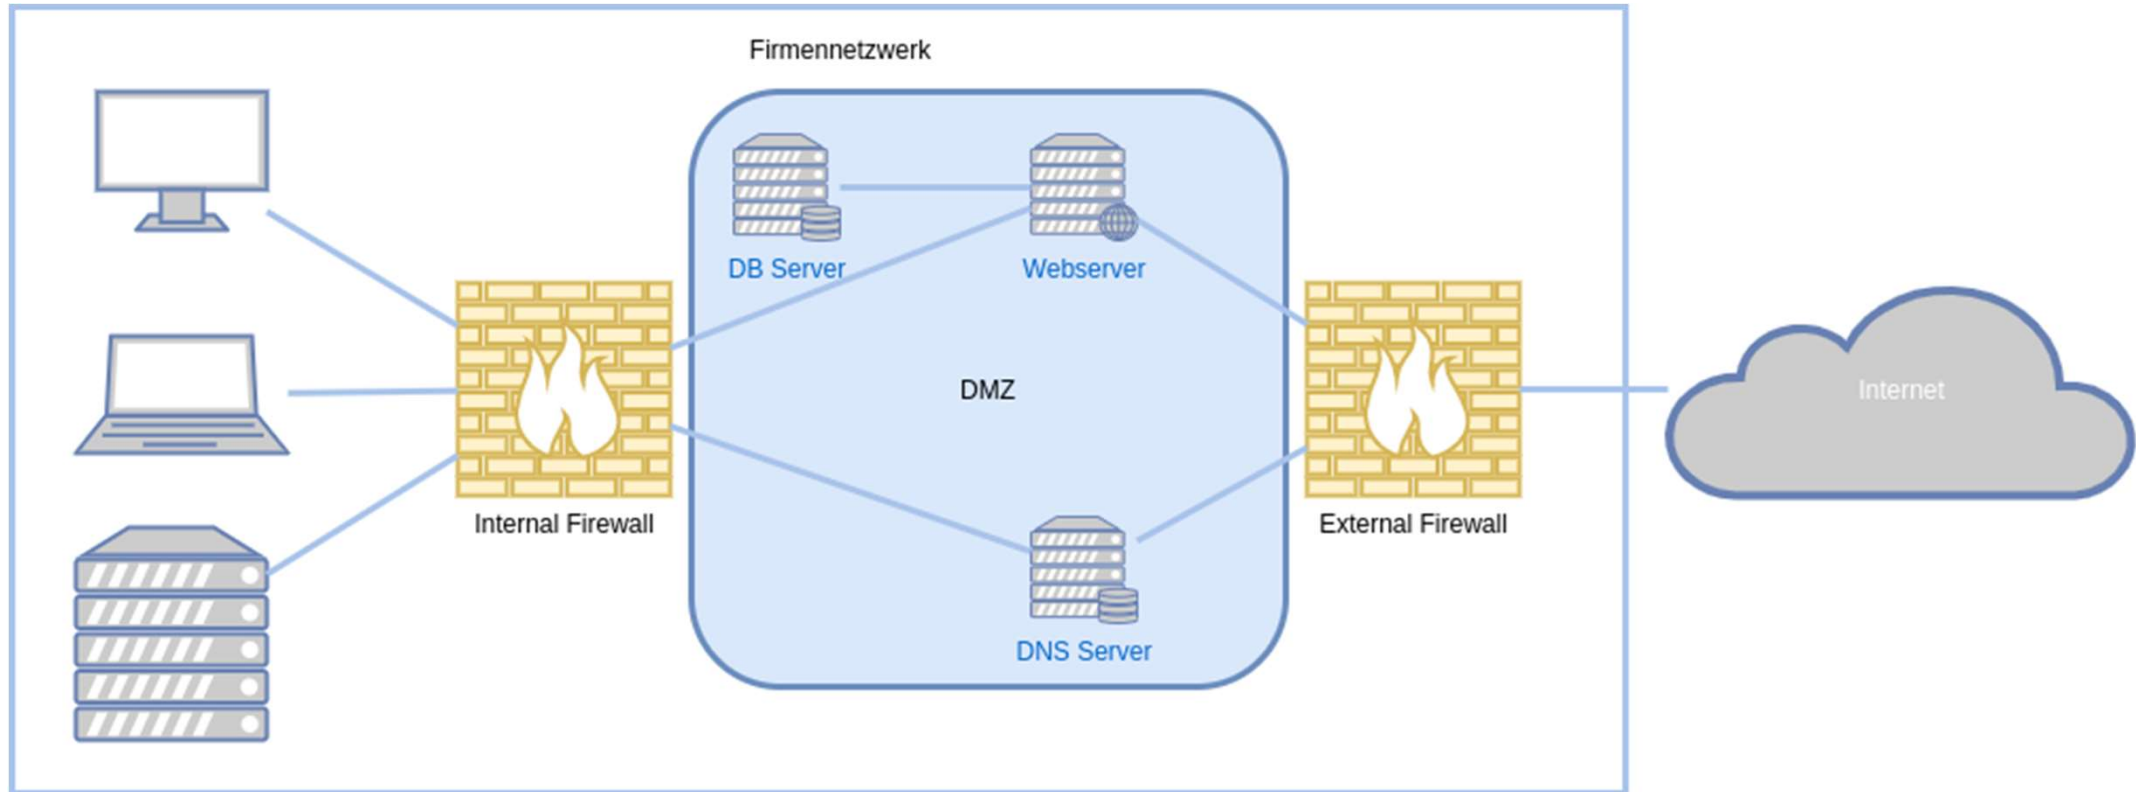 Firmennetzwerk
DB Server
Webserver
DMZ
Internet
Internal Firewall
External Firewall
DNS Server